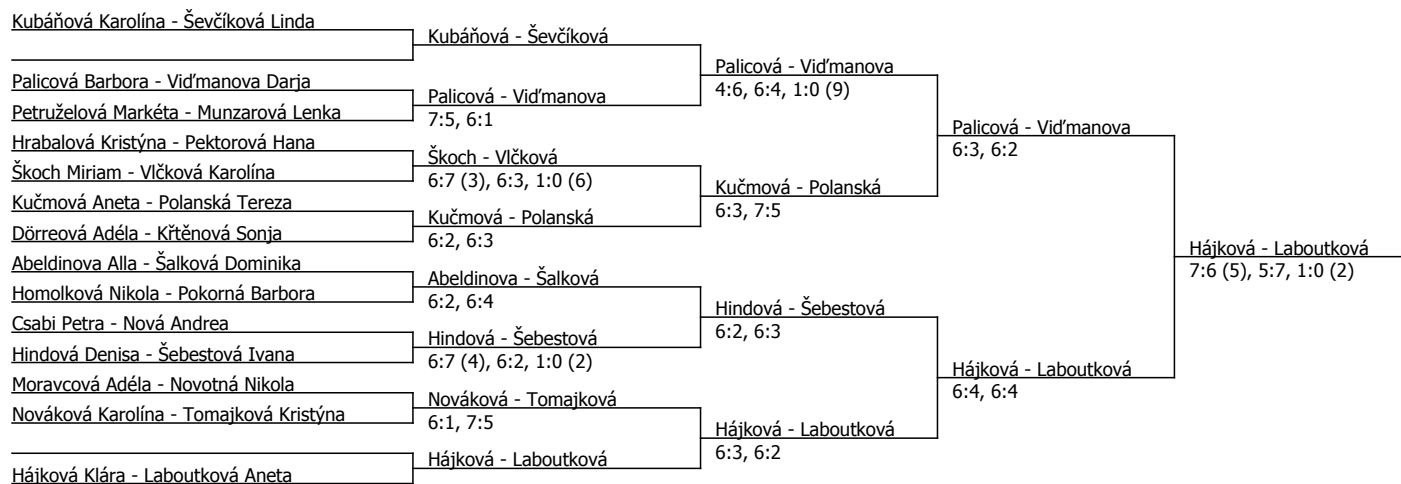 Kubáňová Karolína - Ševčíková Linda
Kubáňová - Ševčíková
Palicová - Viďmanova
4:6, 6:4, 1:0 (9)
Palicová Barbora - Viďmanova Darja
Palicová - Viďmanova
7:5, 6:1
Petruželová Markéta - Munzarová Lenka
Palicová - Viďmanova
6:3, 6:2
Hrabalová Kristýna - Pektorová Hana
Škoch - Vlčková
6:7 (3), 6:3, 1:0 (6)
Škoch Miriam - Vlčková Karolína
Kučmová - Polanská
6:3, 7:5
Kučmová Aneta - Polanská Tereza
Kučmová - Polanská
6:2, 6:3
Dörreová Adéla - Křtěnová Sonja
Hájková - Laboutková
7:6 (5), 5:7, 1:0 (2)
Abeldinova Alla - Šalková Dominika
Abeldinova - Šalková
6:2, 6:4
Homolková Nikola - Pokorná Barbora
Hindová - Šebestová
6:2, 6:3
Csabi Petra - Nová Andrea
Hindová - Šebestová
6:7 (4), 6:2, 1:0 (2)
Hindová Denisa - Šebestová Ivana
Hájková - Laboutková
6:4, 6:4
Moravcová Adéla - Novotná Nikola
Nováková - Tomajková
6:1, 7:5
Nováková Karolína - Tomajková Kristýna
Hájková - Laboutková
6:3, 6:2
Hájková - Laboutková
Hájková Klára - Laboutková Aneta